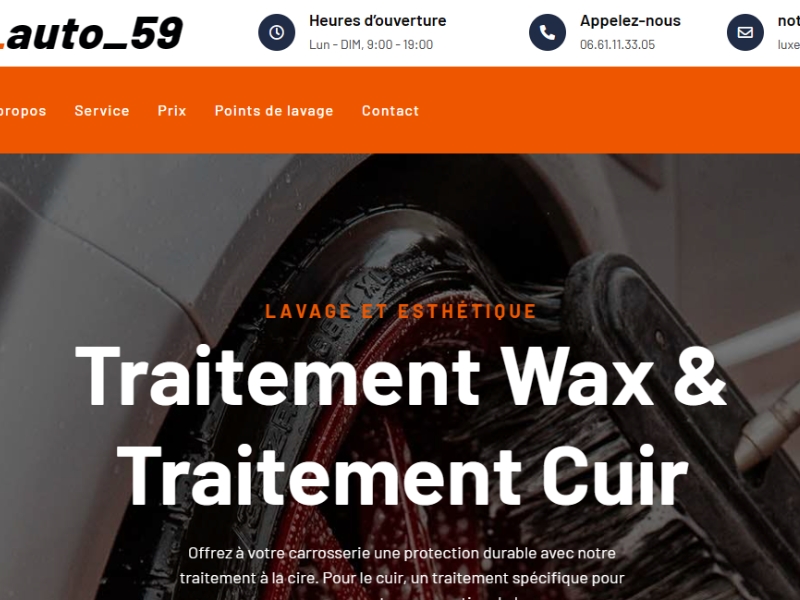 .auto_59
Heures d'ouverture
Lun - DIM, 9:00 - 19:00
Appelez-nous
06.61.11.33.05
not
luxe
propos
Service
Prix
Points de lavage
Contact
LAVAGE ET ESTHÉTIQUE
Traitement Wax &
Traitement Cuir
Offrez à votre carrosserie une protection durable avec notre
traitement à la cire. Pour le cuir, un traitement spécifique pour